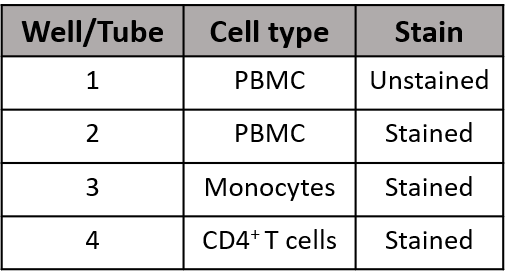 Well/Tube Cell type Stain
1 PBMC Unstained
2 PBMC Stained
3 Monocytes Stained
4 CD4⁺ T cells Stained